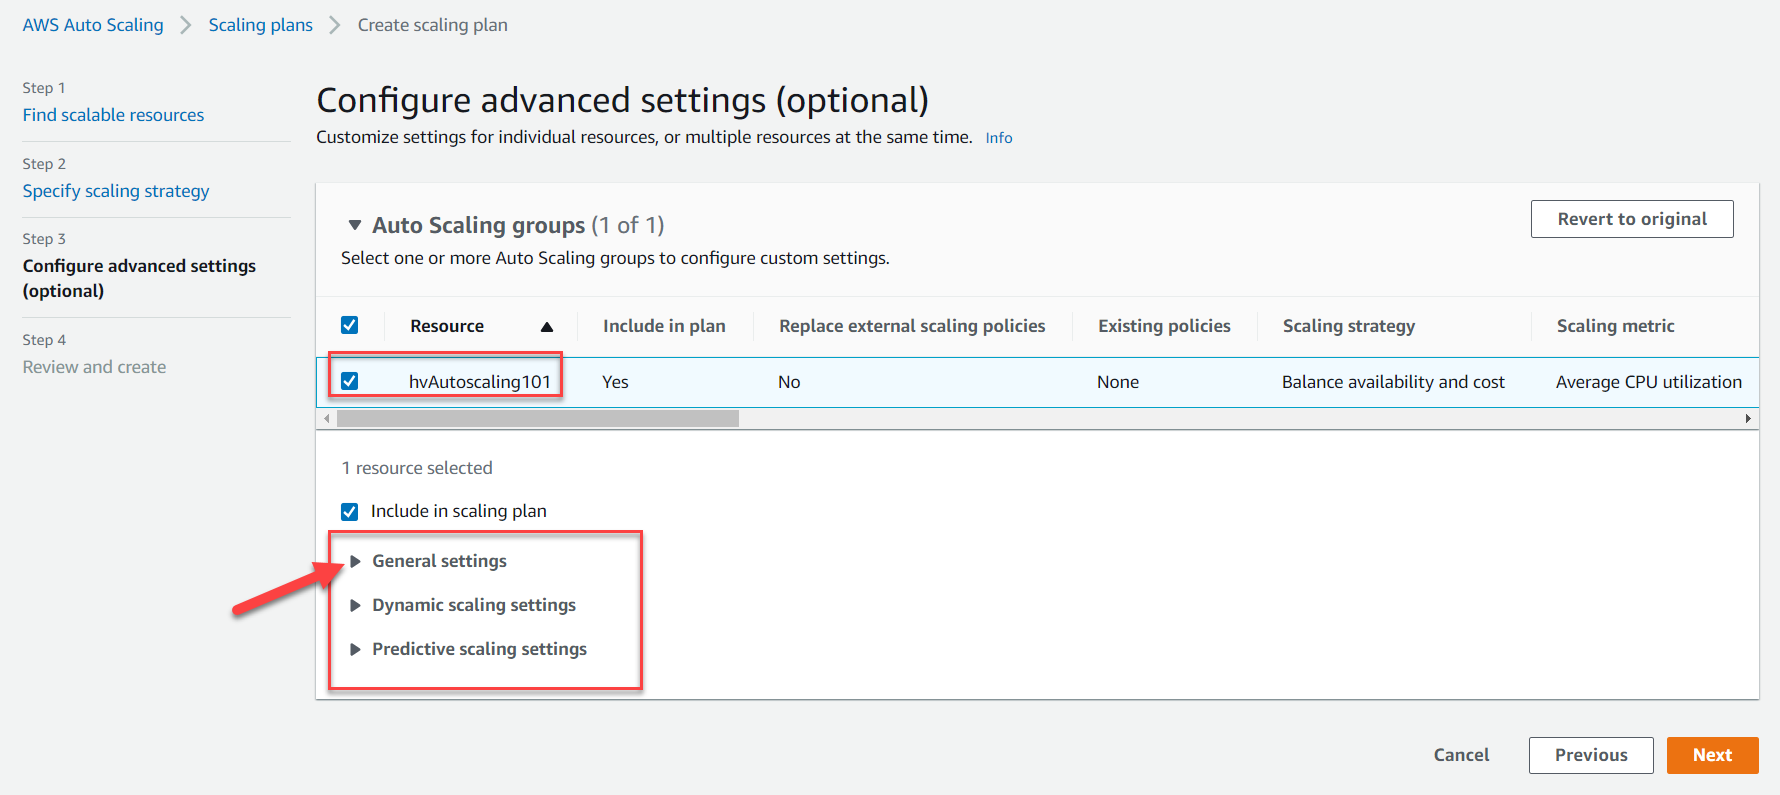 AWS Auto Scaling > Scaling plans > Create scaling plan
Step 1
Find scalable resources
Step 2
Specify scaling strategy
Step 3
Configure advanced settings
(optional)
Step 4
Review and create
Configure advanced settings (optional)
Customize settings for individual resources, or multiple resources at the same time. Info
Auto Scaling groups (1 of 1)
Revert to original
Select one or more Auto Scaling groups to configure custom settings.
Resource Include in plan Replace external scaling policies Existing policies Scaling strategy Scaling metric
hvAutoscaling101 Yes No None Balance availability and cost Average CPU utilization
1 resource selected
Include in scaling plan
General settings
Dynamic scaling settings
Predictive scaling settings
Cancel Previous Next